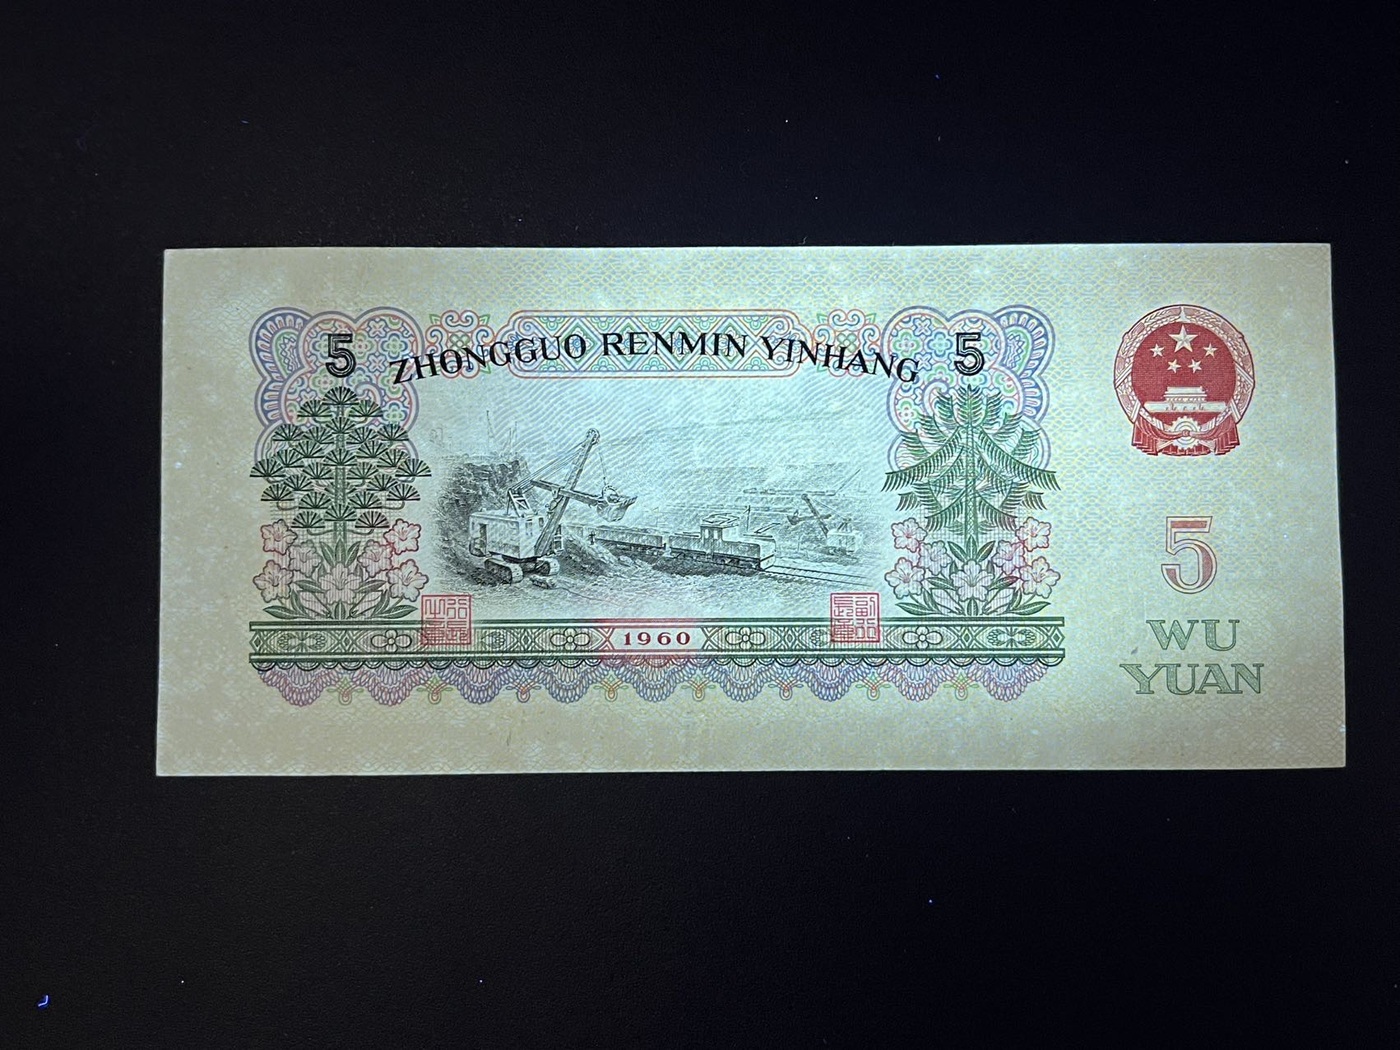 5 ZHONGGUO RENMIN YINHANG 5
1960
5
WU
YUAN